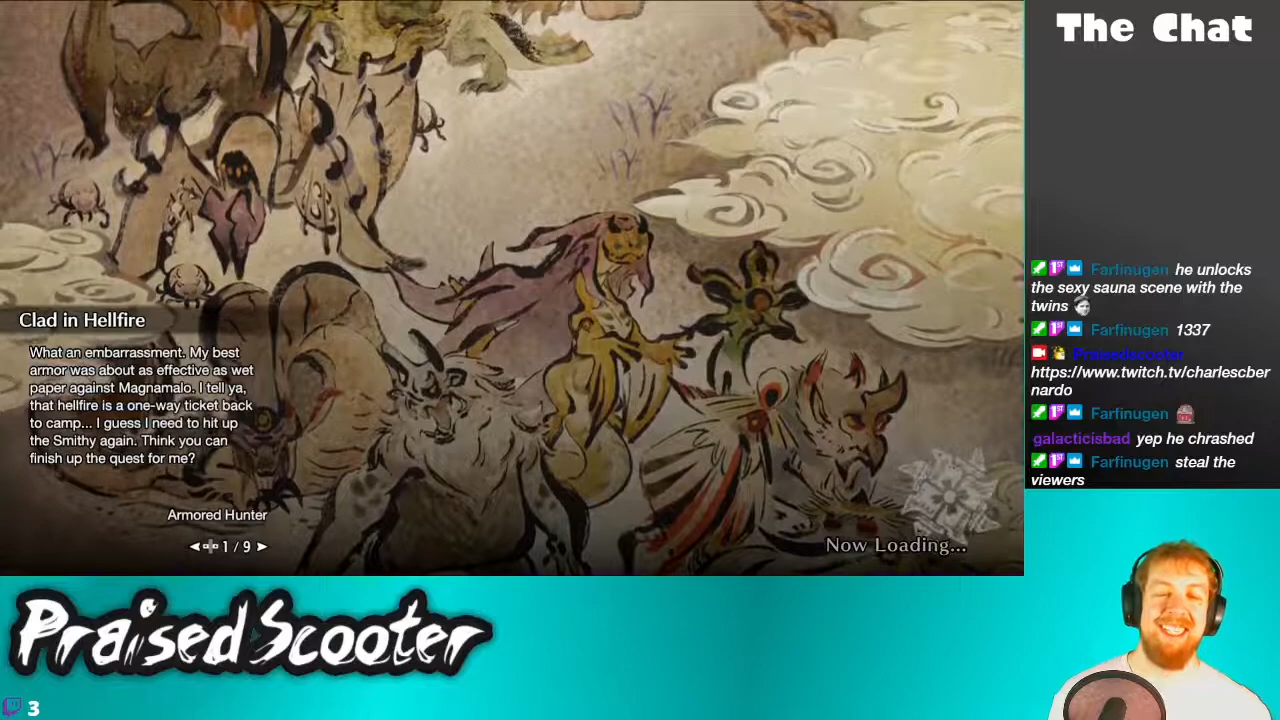 The Chat
Farfinugen he unlocks
the sexy sauna scene with the
twins
Farfinugen 1337
Praisedscooter
https://www.twitch.tv/charlescber
nardo
Farfinugen
galacticisbad yep he chrashed
Farfinugen steal the
viewers
Clad in Hellfire
What an embarrassment. My best
armor was about as effective as wet
paper against Magnamalo. I tell ya,
that hellfire is a one-way ticket back
to camp... I guess I need to hit up
the Smithy again. Think you can
finish up the quest for me?
Armored Hunter
1 / 9
Now Loading...
PraisedScooter
3